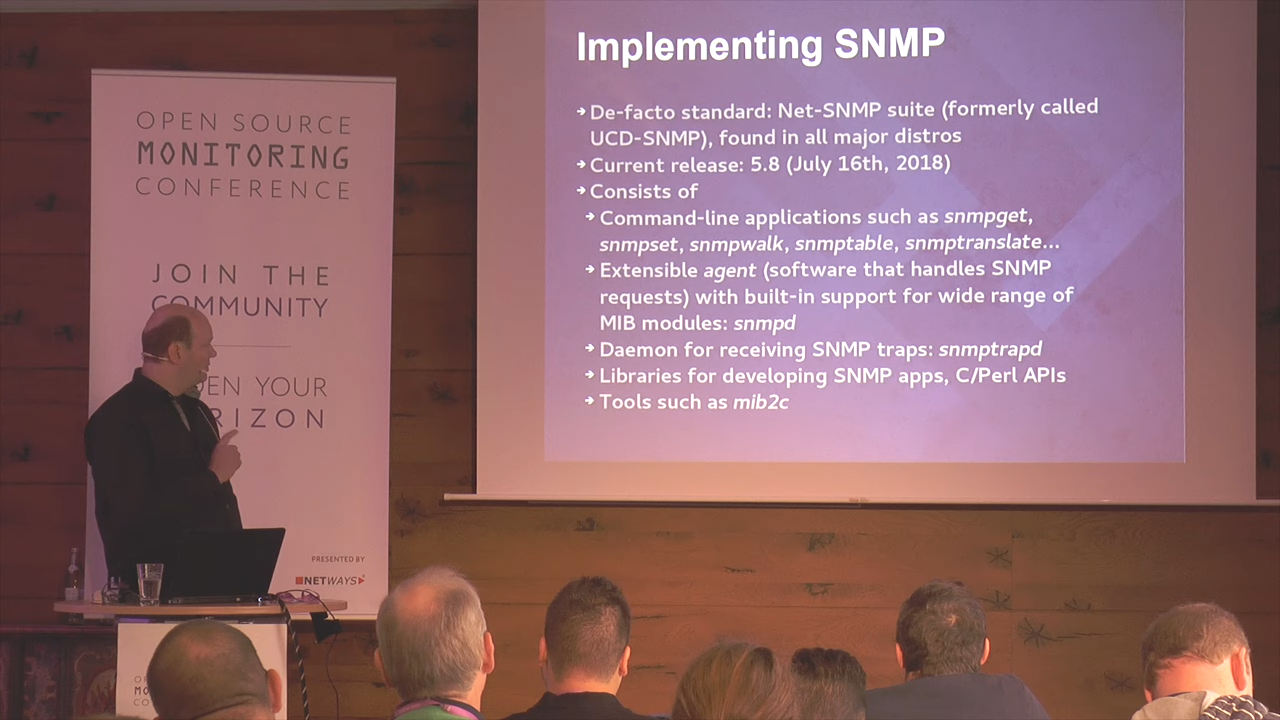 OPEN SOURCE
MONITORING
CONFERENCE
JOIN THE
COMMUNITY
YOUR
PRESENTED BY
NETWAYS
Implementing SNMP
→ De-facto standard: Net-SNMP suite (formerly called
UCD-SNMP), found in all major distros
→ Current release: 5.8 (July 16th, 2018)
→ Consists of
→ Command-line applications such as snmpget,
snmpset, snmpwalk, snmptable, snmptranslate...
→ Extensible agent (software that handles SNMP
requests) with built-in support for wide range of
MIB modules: snmpd
→ Daemon for receiving SNMP traps: snmptrapd
→ Libraries for developing SNMP apps, C/Perl APIs
→ Tools such as mib2c